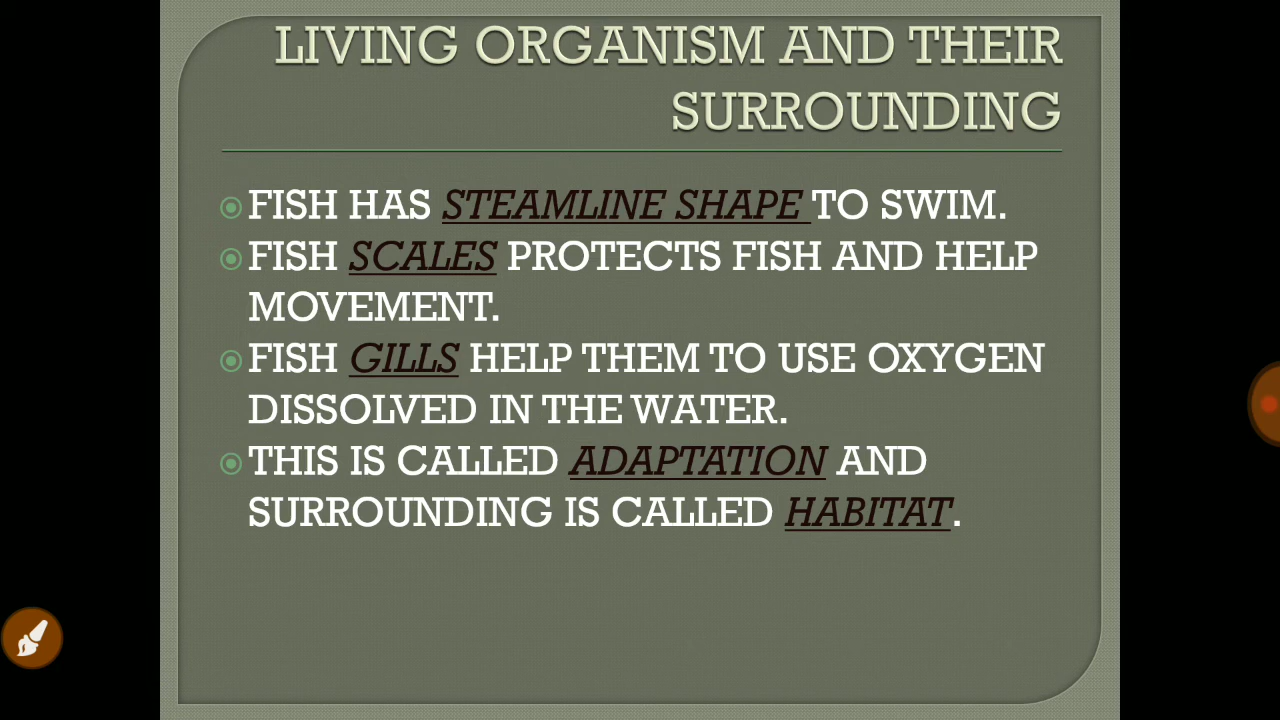 LIVING ORGANISM AND THEIR
SURROUNDING
FISH HAS STEAMLINE SHAPE TO SWIM.
FISH SCALES PROTECTS FISH AND HELP
MOVEMENT.
FISH GILLS HELP THEM TO USE OXYGEN
DISSOLVED IN THE WATER.
THIS IS CALLED ADAPTATION AND
SURROUNDING IS CALLED HABITAT.